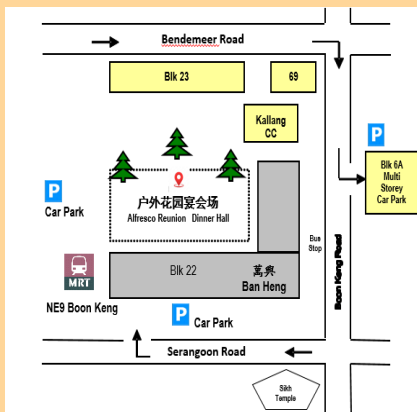 Bendemeer Road
Blk 23
69
Kallang
CC
P
Blk 6A
Multi
Storey
Car Park
P
Car Park
户外花园宴会场
Alfresco Reunion Dinner Hall
Bus
Stop
Boon Keng Road
MRT
NE9 Boon Keng
Blk 22
萬興
Ban Heng
P
Car Park
Serangoon Road
Sikh
Temple